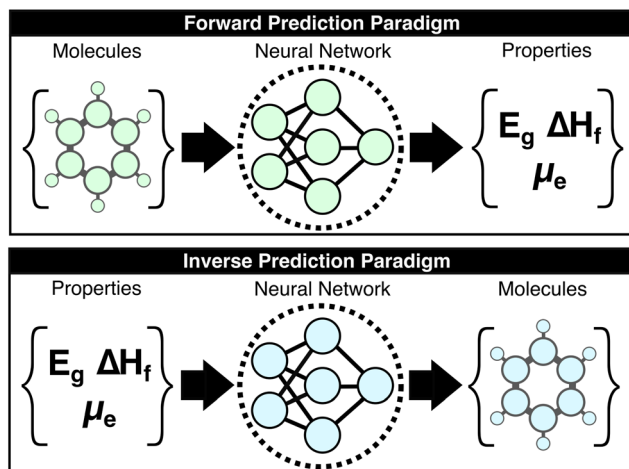 Forward Prediction Paradigm
Molecules Neural Network Properties
E_g ΔH_f
μ_e
Inverse Prediction Paradigm
Properties Neural Network Molecules
E_g ΔH_f
μ_e